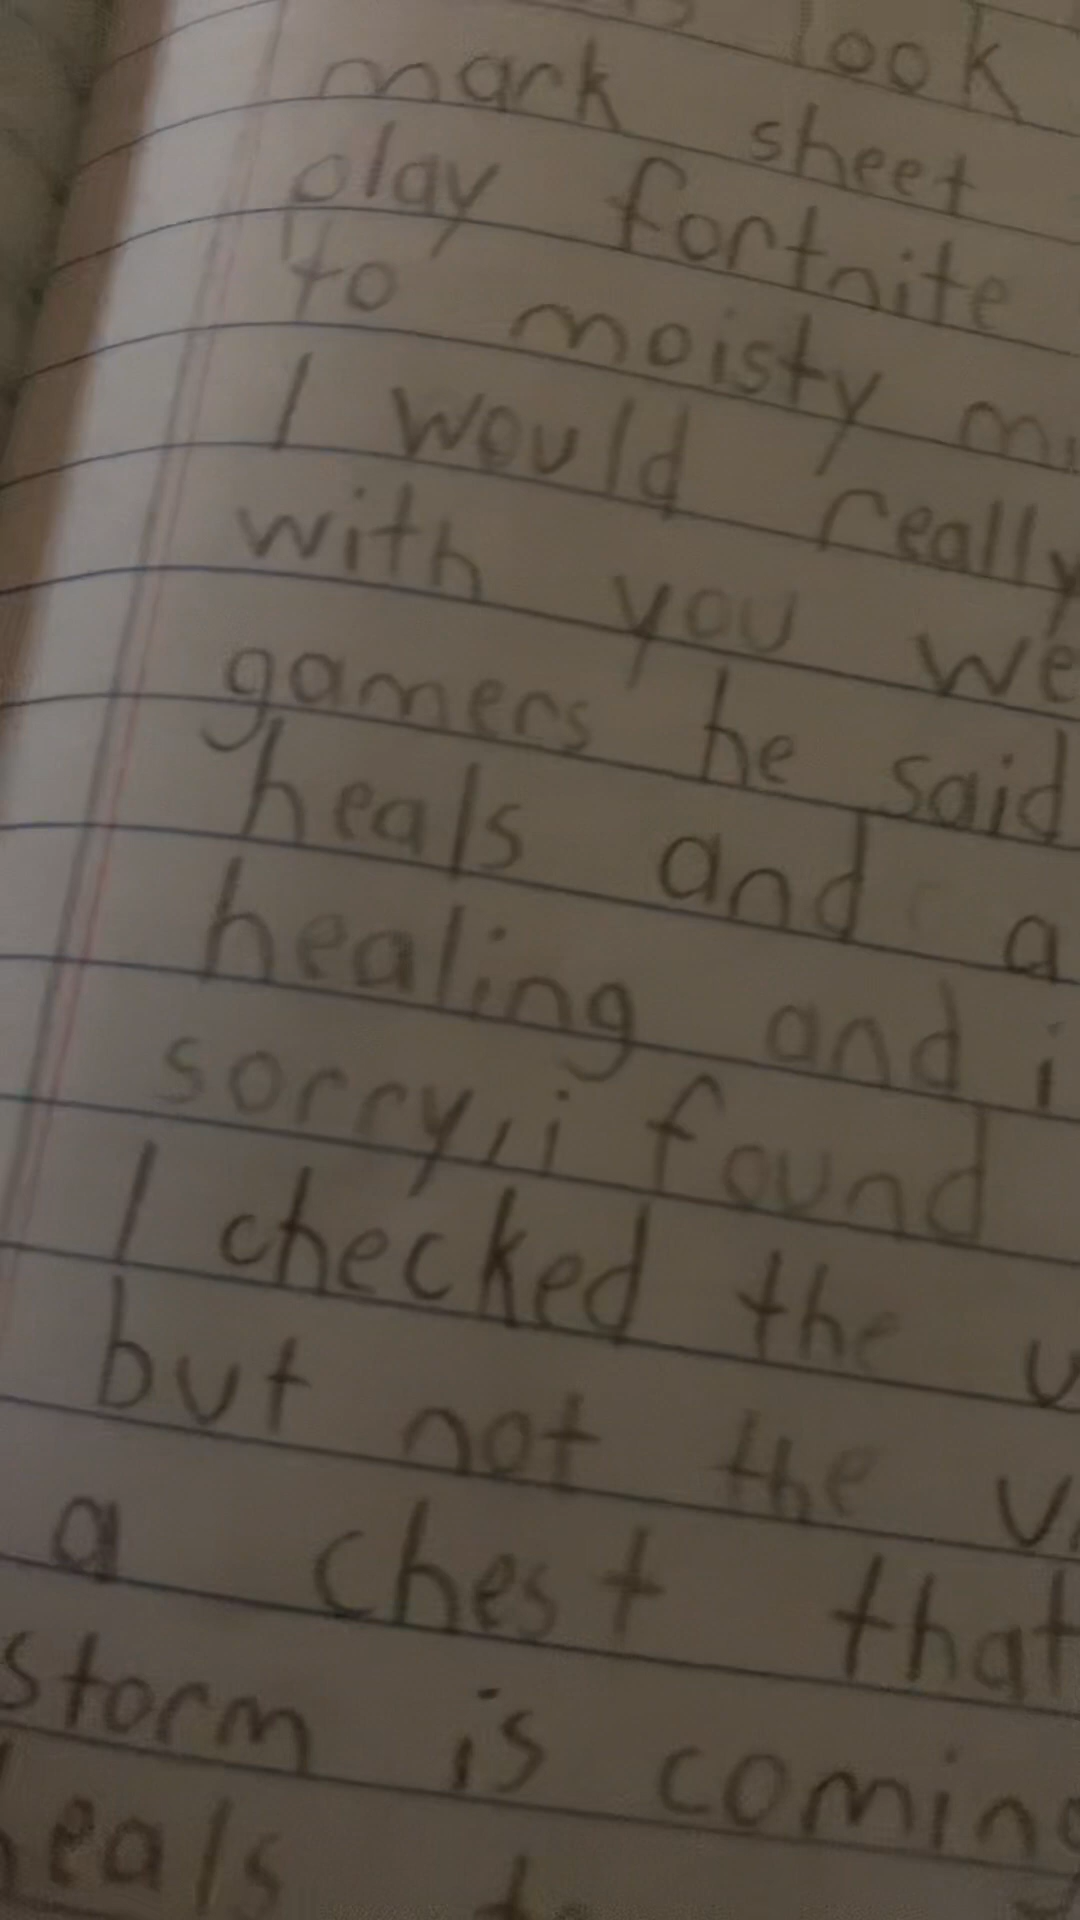 look
mark sheet
play fortnite
to moisty
I would really
with you we
gamers he said
heals and a
healing and i
sorry, i found
I checked the
but not the
a chest that
storm is coming
heals